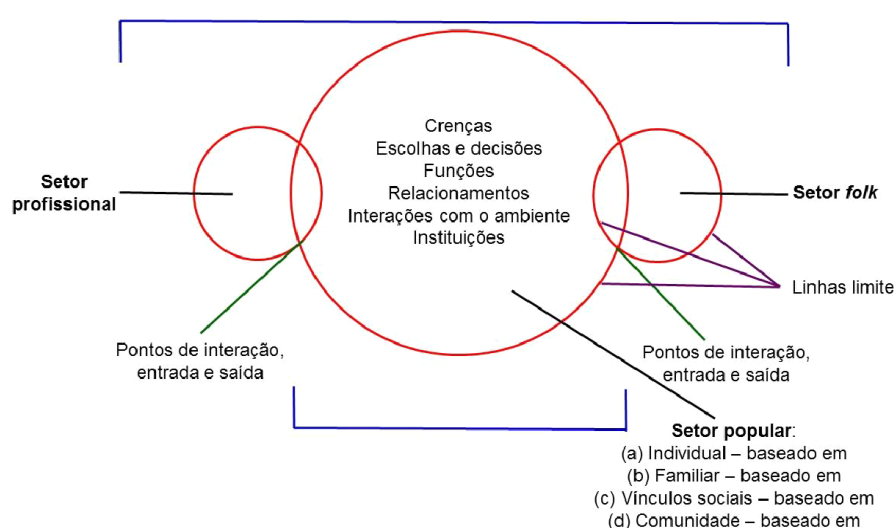 Crenças
Escolhas e decisões
Funções
Relacionamentos
Interações com o ambiente
Instituições
Setor
profissional
Setor folk
Linhas limite
Pontos de interação,
entrada e saída
Pontos de interação,
entrada e saída
Setor popular:
(a) Individual – baseado em
(b) Familiar – baseado em
(c) Vínculos sociais – baseado em
(d) Comunidade – baseado em